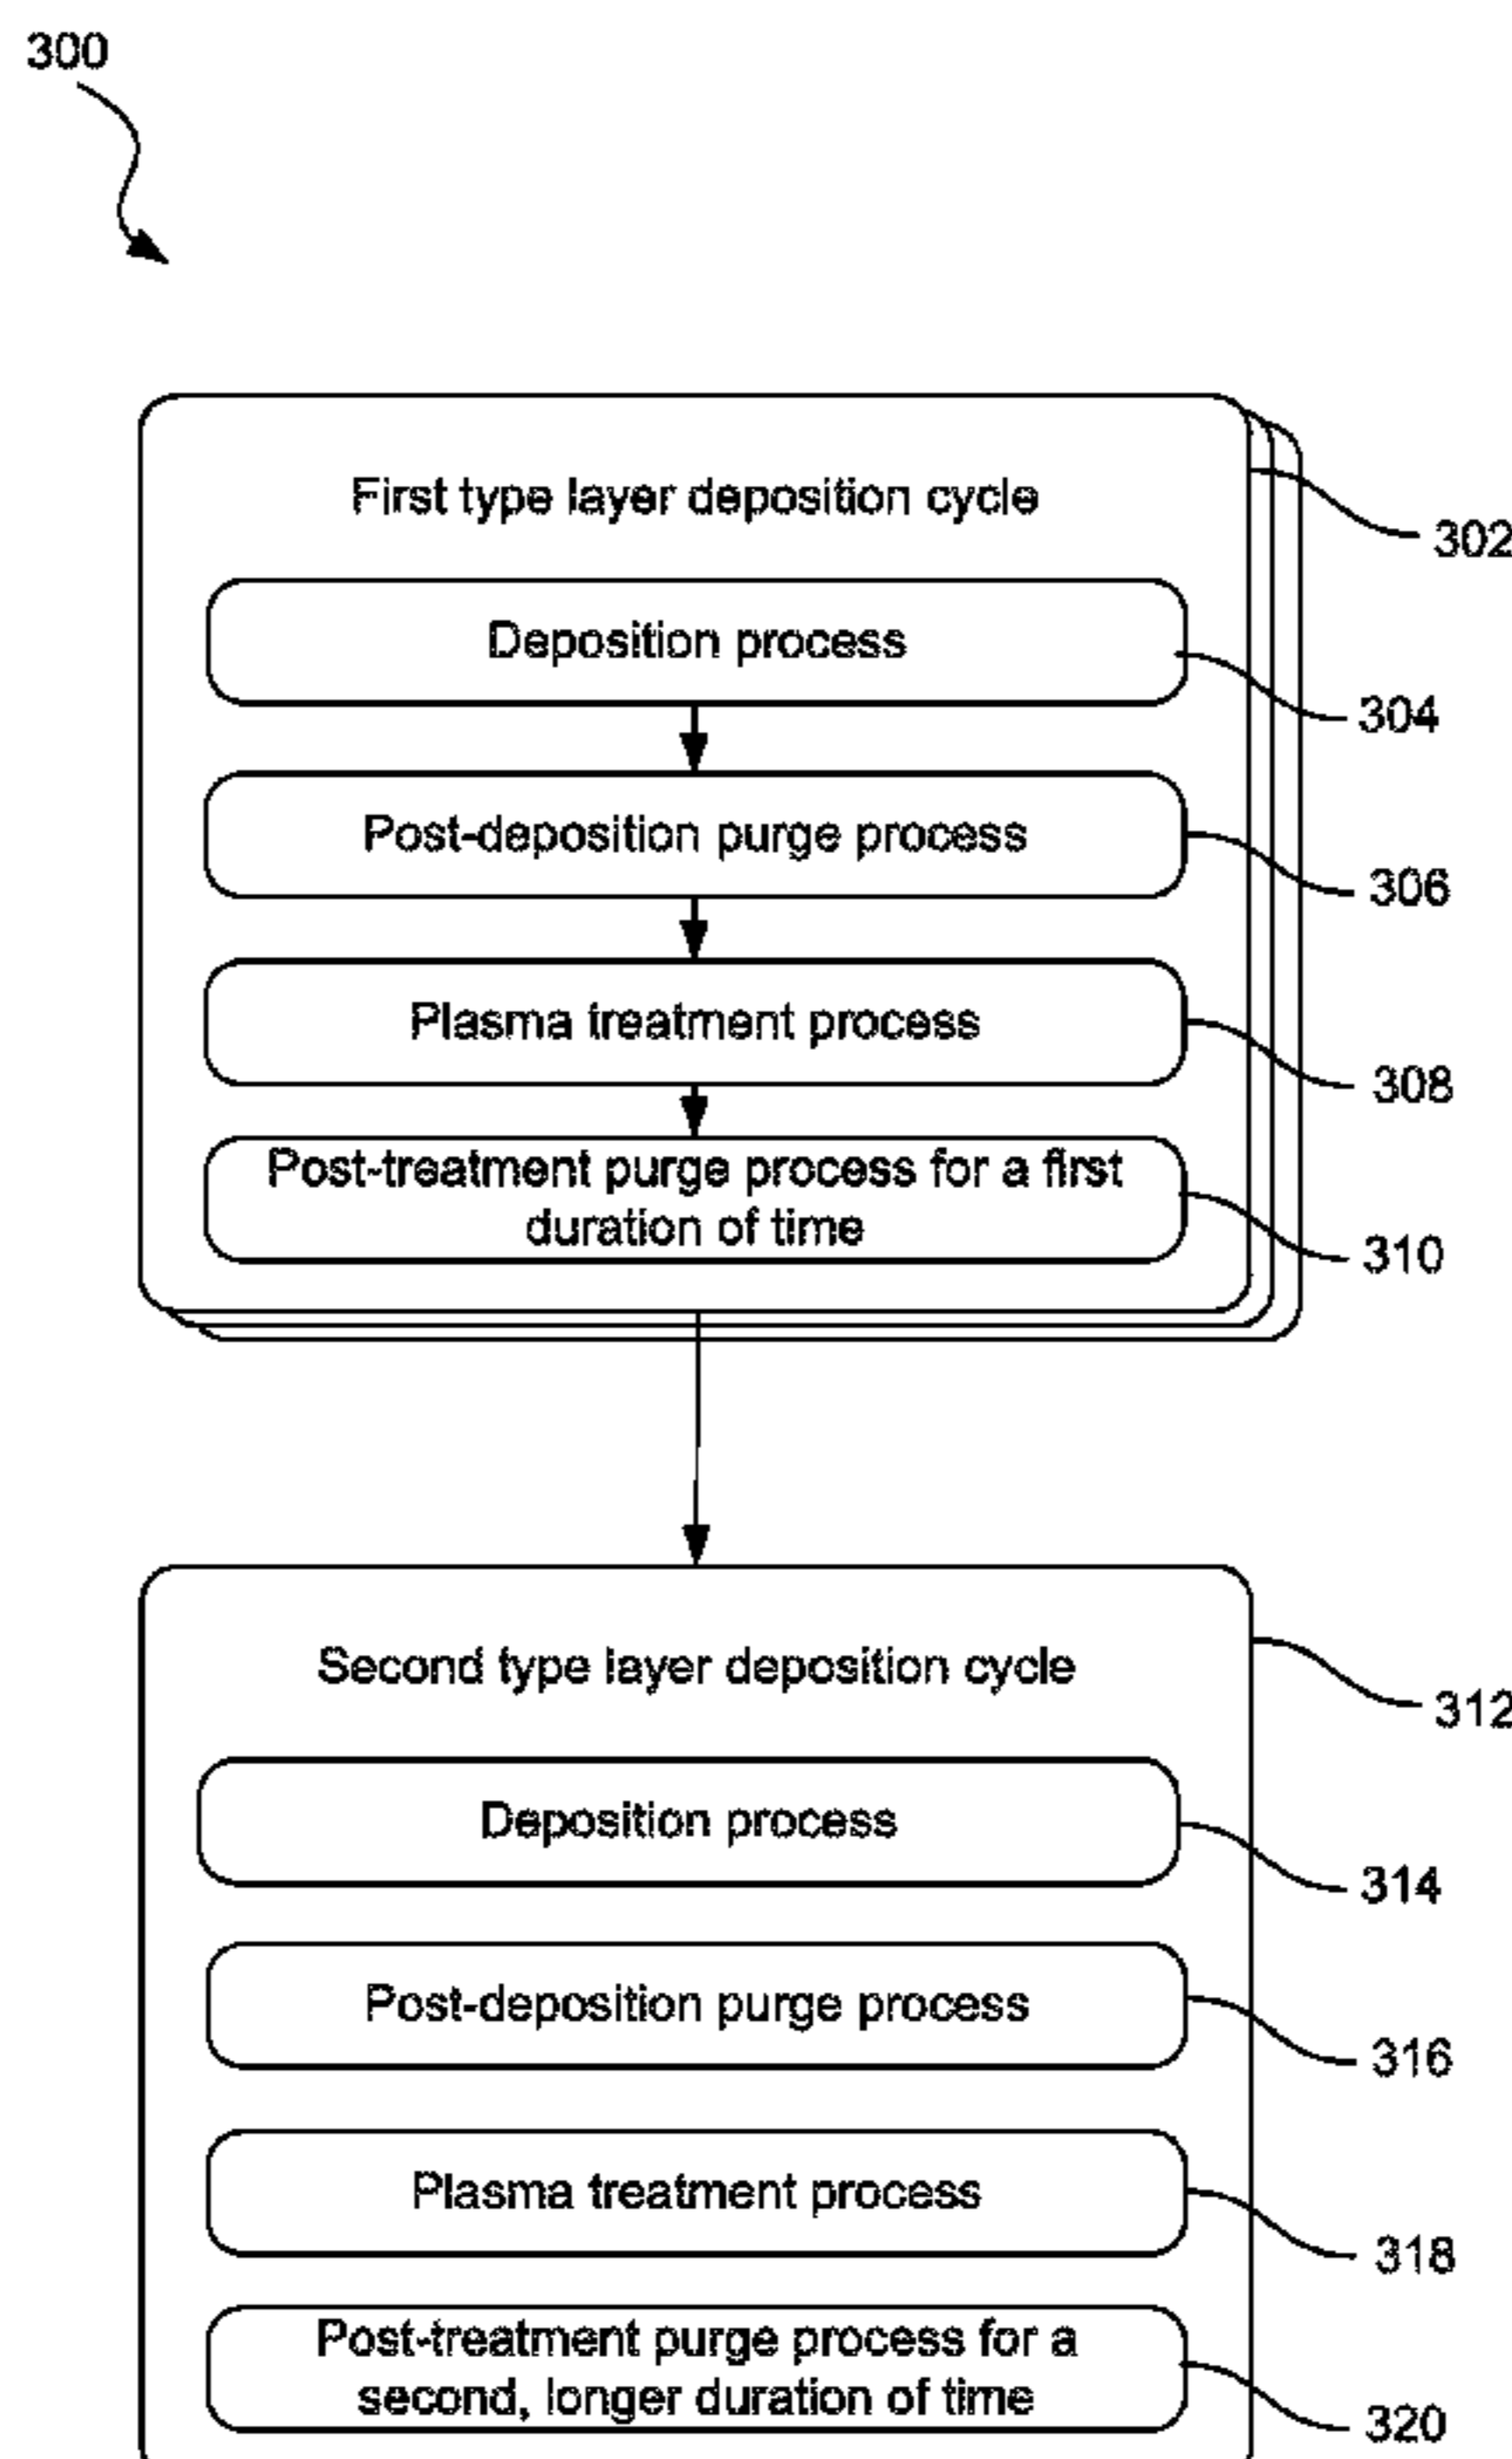 300
First type layer deposition cycle
302
Deposition process
304
Post-deposition purge process
306
Plasma treatment process
308
Post-treatment purge process for a first
duration of time
310
Second type layer deposition cycle
312
Deposition process
314
Post-deposition purge process
316
Plasma treatment process
318
Post-treatment purge process for a
second, longer duration of time
320